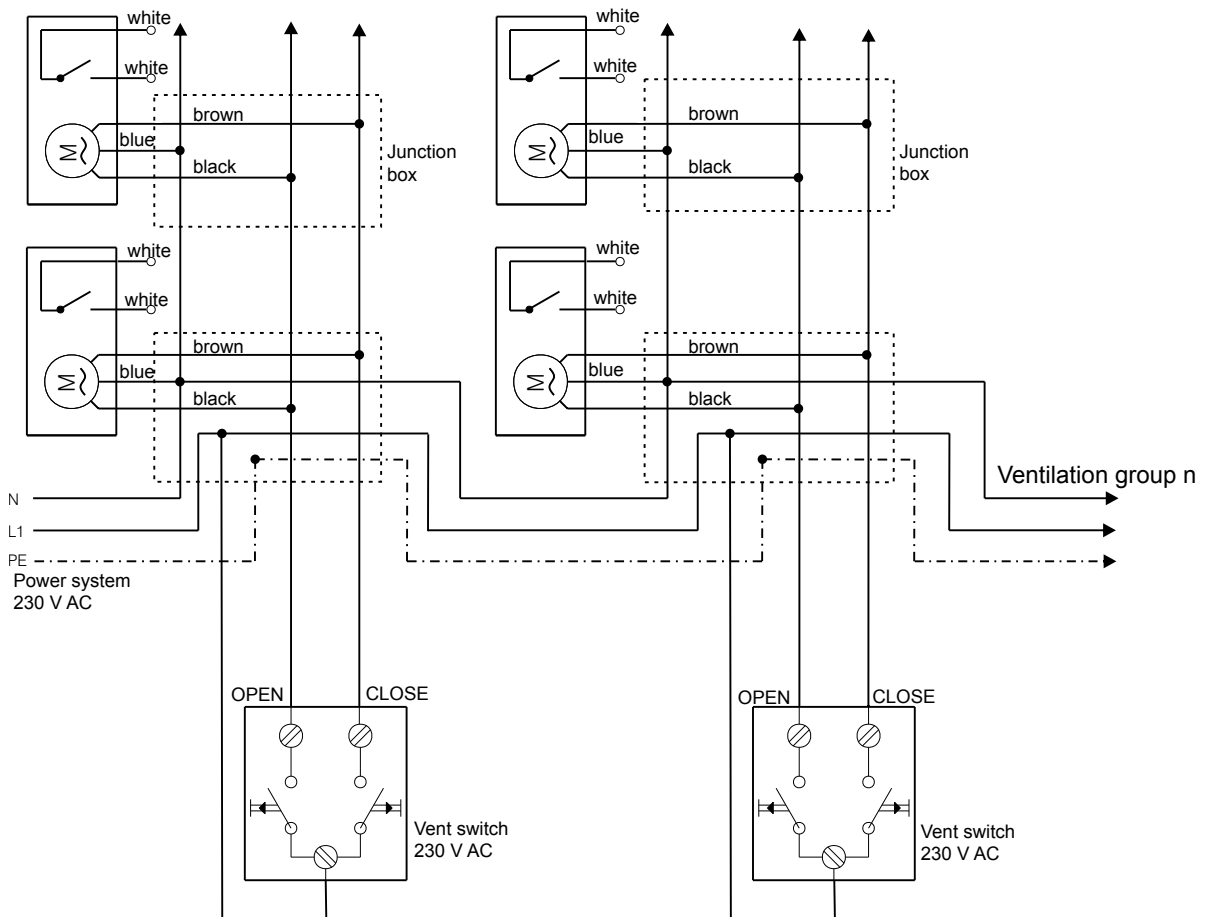 white
white
white
white
brown
brown
blue
blue
M
M
Junction
box
Junction
box
black
black
white
white
white
white
brown
brown
blue
blue
M
M
black
black
Ventilation group n
N
L1
PE
Power system
230 V AC
OPEN
CLOSE
OPEN
CLOSE
Vent switch
230 V AC
Vent switch
230 V AC